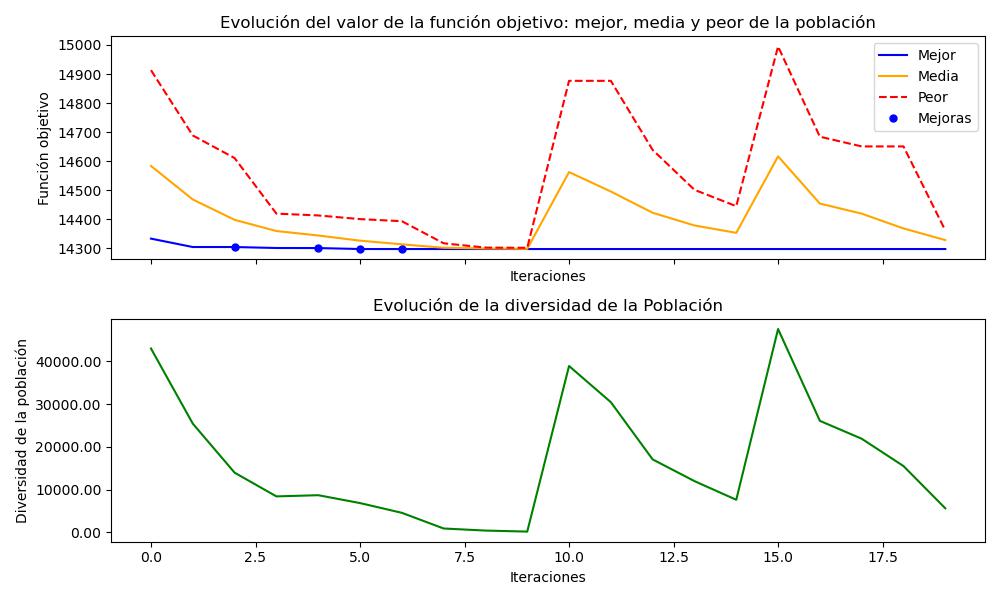 Evolución del valor de la función objetivo: mejor, media y peor de la población
Función objetivo
15000
14900
14800
14700
14600
14500
14400
14300
Mejor
Media
Peor
Mejoras
Iteraciones
Evolución de la diversidad de la Población
Diversidad de la población
40000.00
30000.00
20000.00
10000.00
0.00
0.0 2.5 5.0 7.5 10.0 12.5 15.0 17.5
Iteraciones